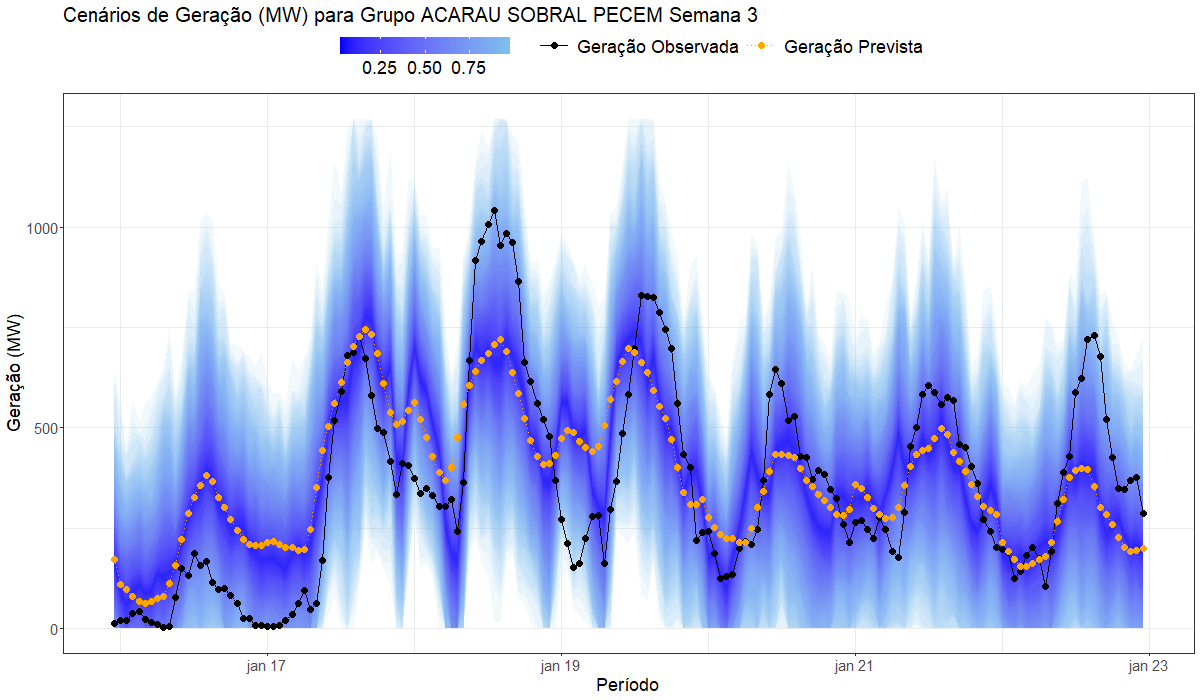 Cenários de Geração (MW) para Grupo ACARAU SOBRAL PECEM Semana 3
0.25 0.50 0.75 Geração Observada Geração Prevista
Geração (MW)
1000
500
0
jan 17 jan 19 jan 21 jan 23
Período